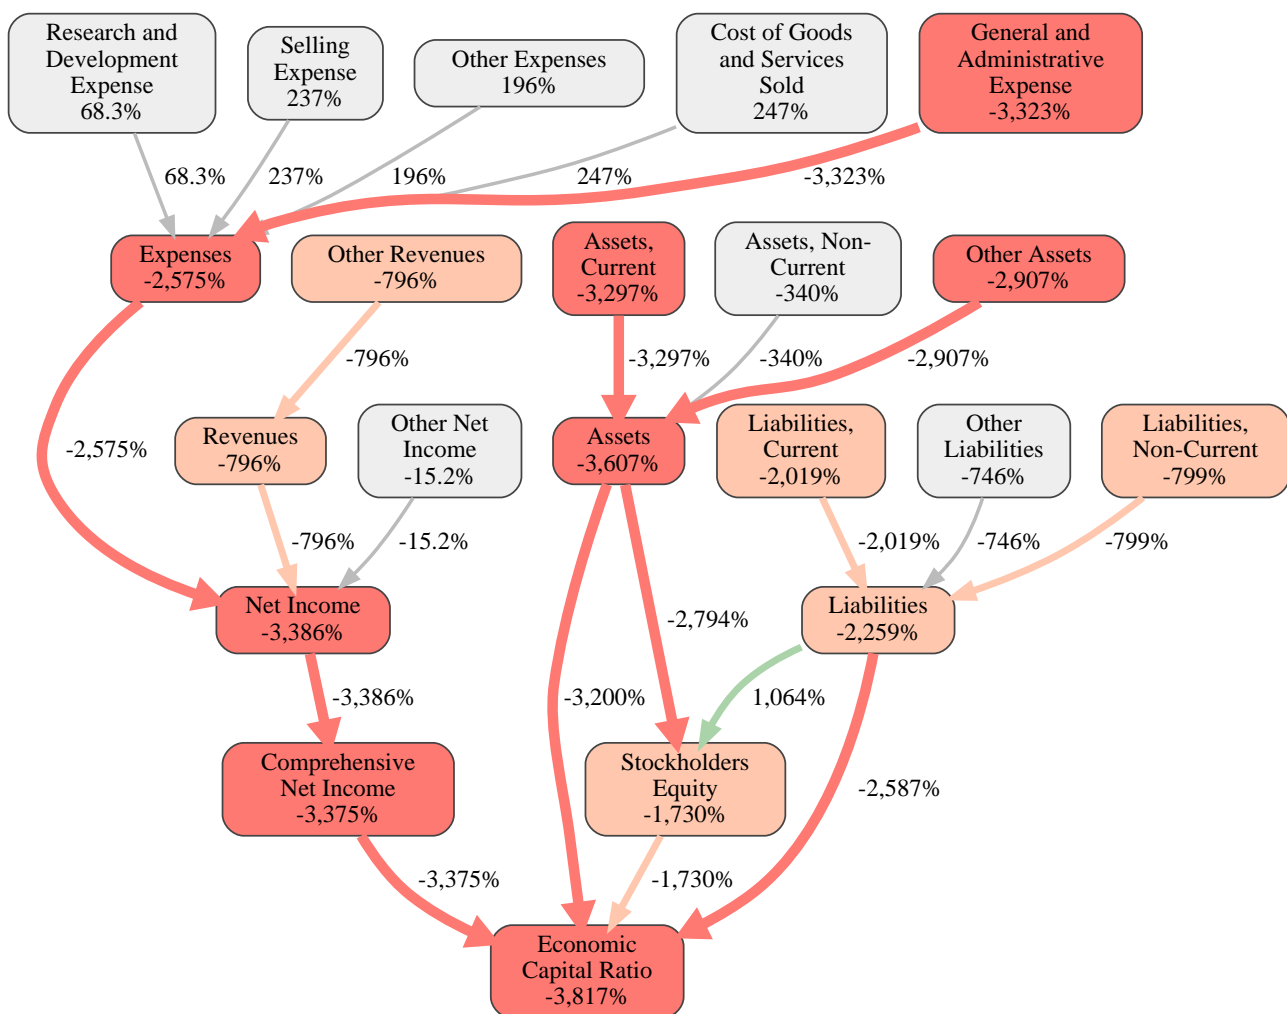 Research and
Development
Expense
68.3%
Selling
Expense
237%
Other Expenses
196%
Cost of Goods
and Services
Sold
247%
General and
Administrative
Expense
-3,323%
68.3%
237%
196%
247%
-3,323%
Expenses
-2,575%
Other Revenues
-796%
Assets,
Current
-3,297%
Assets, Non-
Current
-340%
Other Assets
-2,907%
-796%
-3,297%
-340%
-2,907%
-2,575%
Revenues
-796%
Other Net
Income
-15.2%
Assets
-3,607%
Liabilities,
Current
-2,019%
Other
Liabilities
-746%
Liabilities,
Non-Current
-799%
-796%
-15.2%
-2,019%
-746%
-799%
Net Income
-3,386%
-2,794%
Liabilities
-2,259%
-3,386%
-3,200%
1,064%
Comprehensive
Net Income
-3,375%
Stockholders
Equity
-1,730%
-2,587%
-3,375%
-1,730%
Economic
Capital Ratio
-3,817%